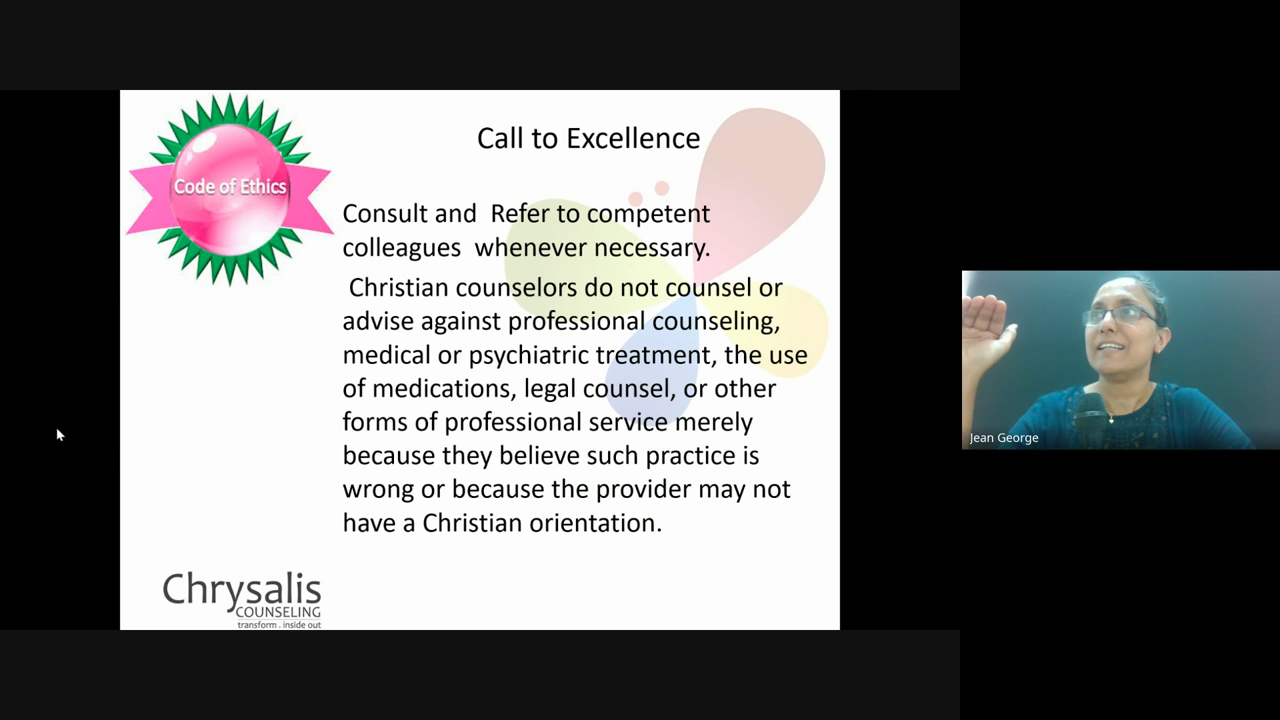 Code of Ethics
Call to Excellence
Consult and Refer to competent
colleagues whenever necessary.
Christian counselors do not counsel or
advise against professional counseling,
medical or psychiatric treatment, the use
of medications, legal counsel, or other
forms of professional service merely
because they believe such practice is
wrong or because the provider may not
have a Christian orientation.
Chrysalis
COUNSELING
transform . inside out
Jean George